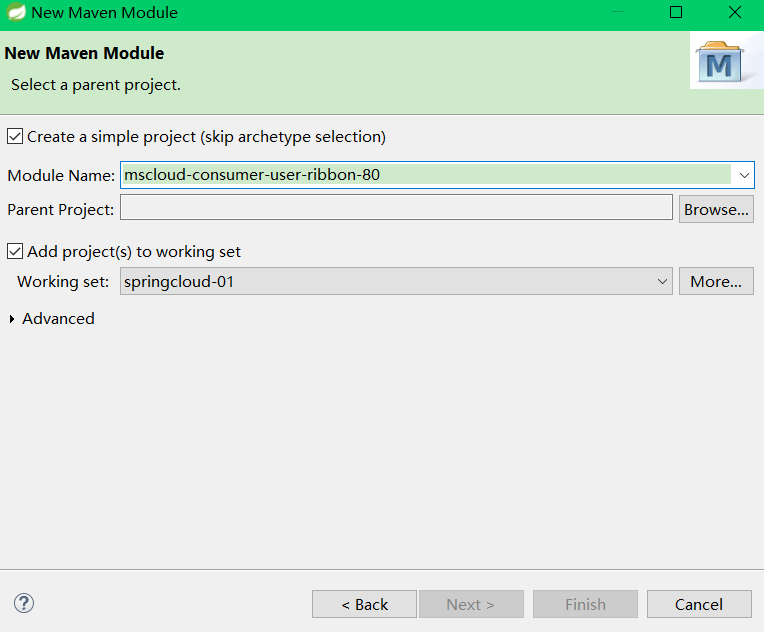 New Maven Module
New Maven Module
Select a parent project.
M
Create a simple project (skip archetype selection)
Module Name: mscloud-consumer-user-ribbon-80
Parent Project: Browse...
Add project(s) to working set
Working set: springcloud-01 More...
Advanced
? < Back Next > Finish Cancel